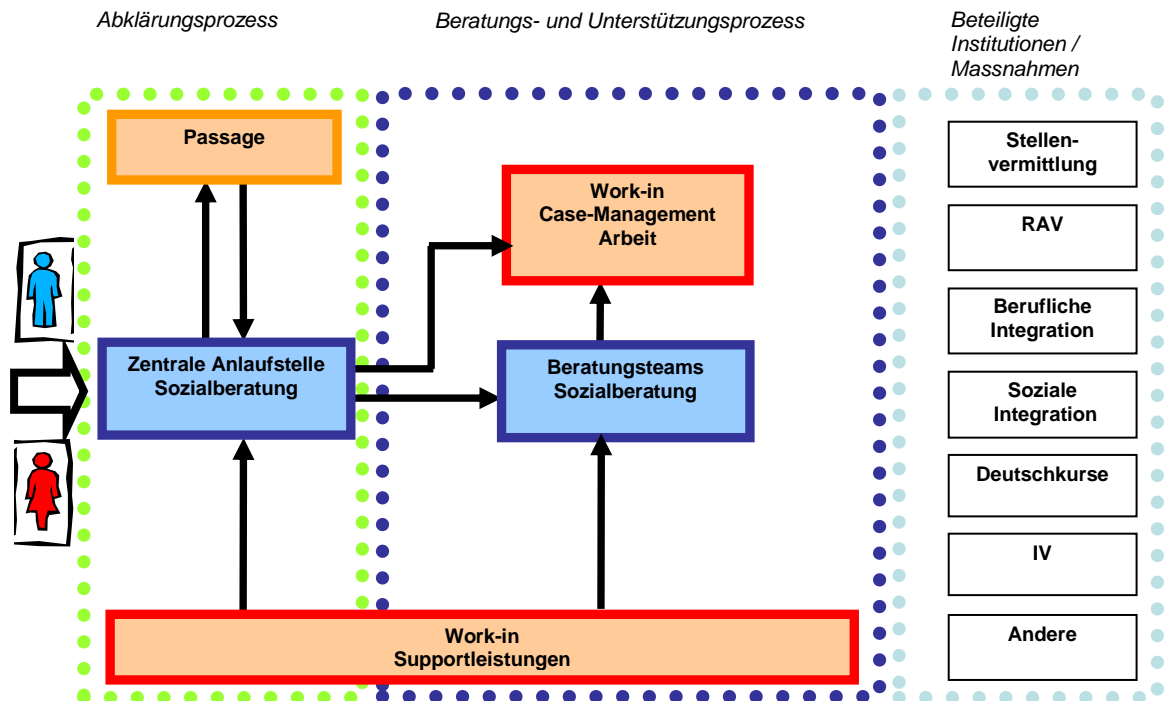 Abklärungsprozess
Beratungs- und Unterstützungsprozess
Beteiligte
Institutionen /
Massnahmen
Passage
Work-in
Case-Management
Arbeit
Zentrale Anlaufstelle
Sozialberatung
Beratungsteams
Sozialberatung
Work-in
Supportleistungen
Stellen-
vermittlung
RAV
Berufliche
Integration
Soziale
Integration
Deutschkurse
IV
Andere